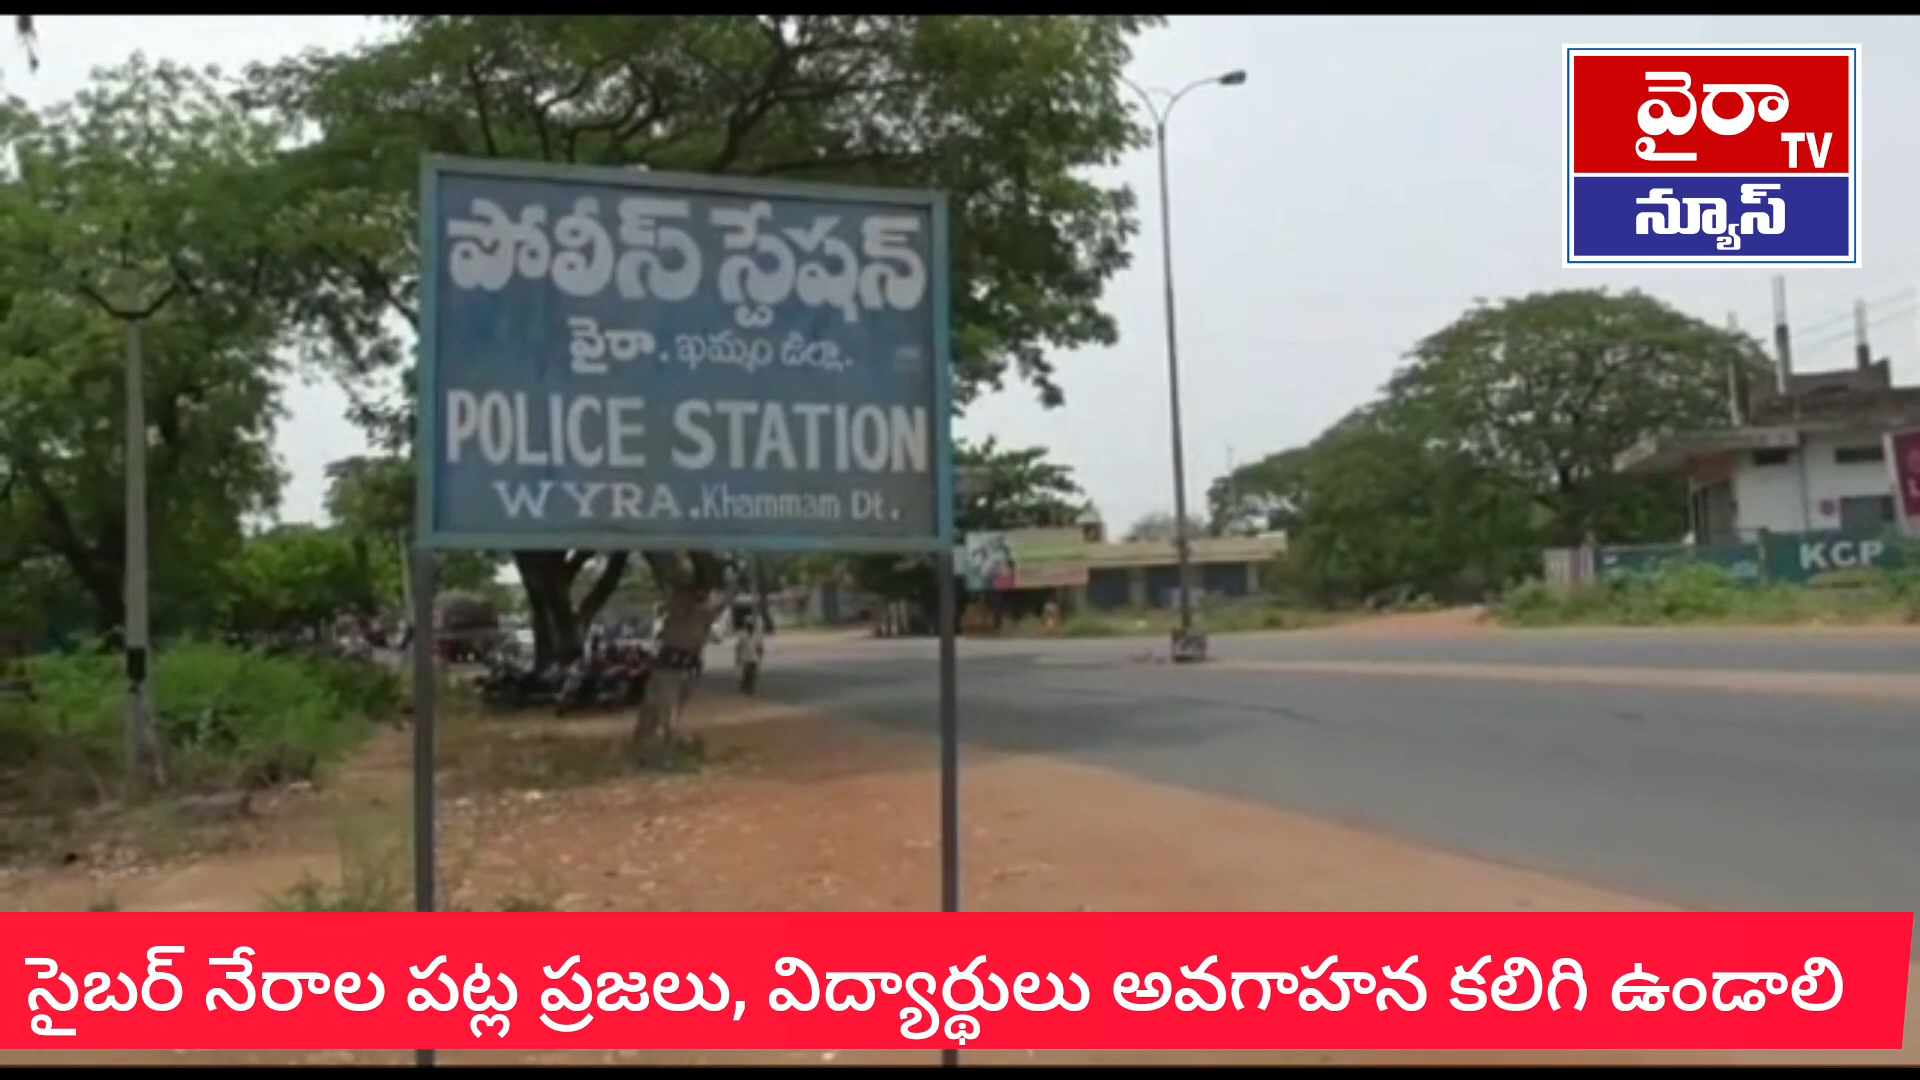 వైరా
TV
న్యూస్
పోలీస్ స్టేషన్
వైరా. ఖమ్మం జిల్లా.
POLICE STATION
WYRA. Khammam Dt.
KCP
సైబర్ నేరాల పట్ల ప్రజలు, విద్యార్థులు అవగాహన కలిగి ఉండాలి